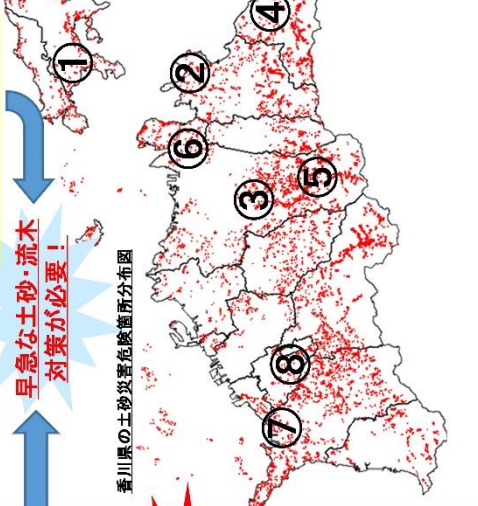 早急な土砂・流木
対策が必要！
香川県の土砂災害危険箇所分布図
①
②
③
④
⑤
⑥
⑦
⑧